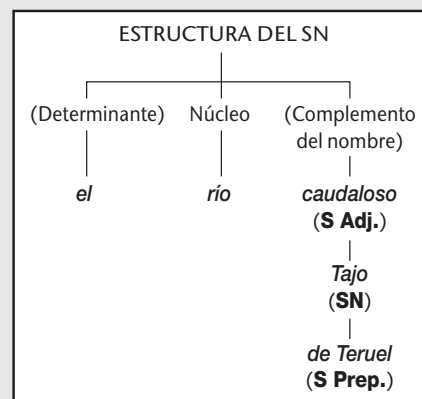 ESTRUCTURA DEL SN
(Determinante) Núcleo (Complemento
del nombre)
el río caudaloso
(S Adj.)
Tajo
(SN)
de Teruel
(S Prep.)